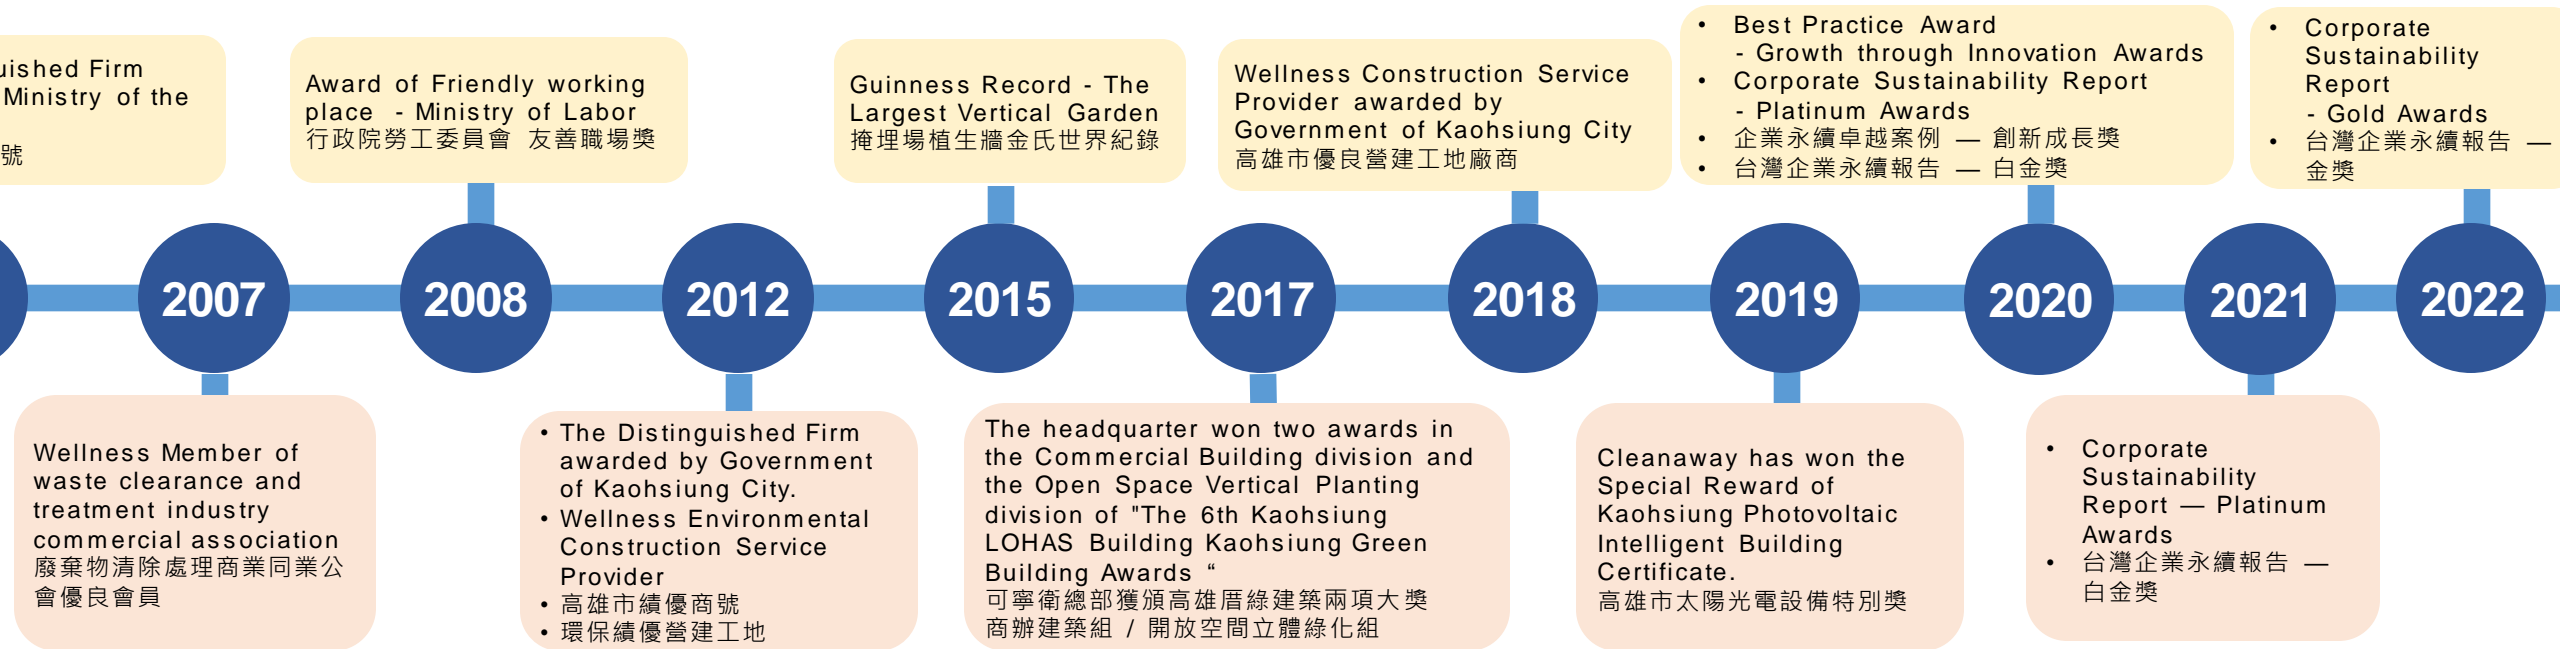 Firm
Ministry of the
號
Award of Friendly working
place - Ministry of Labor
行政院勞工委員會 友善職場獎
Guinness Record - The
Largest Vertical Garden
掩埋場植生牆金氏世界紀錄
Wellness Construction Service
Provider awarded by
Government of Kaohsiung City
高雄市優良營建工地廠商
• Best Practice Award
- Growth through Innovation Awards
• Corporate Sustainability Report
- Platinum Awards
• 企業永續卓越案例 — 創新成長獎
• 台灣企業永續報告 — 白金獎
• Corporate
Sustainability
Report
- Gold Awards
• 台灣企業永續報告 —
金獎
2007
2008
2012
2015
2017
2018
2019
2020
2021
2022
Wellness Member of
waste clearance and
treatment industry
commercial association
廢棄物清除處理商業同業公
會優良會員
• The Distinguished Firm
awarded by Government
of Kaohsiung City.
• Wellness Environmental
Construction Service
Provider
• 高雄市績優商號
• 環保績優營建工地
The headquarter won two awards in
the Commercial Building division and
the Open Space Vertical Planting
division of "The 6th Kaohsiung
LOHAS Building Kaohsiung Green
Building Awards “
可寧衛總部獲頒高雄厝綠建築兩項大獎
商辦建築組 / 開放空間立體綠化組
Cleanaway has won the
Special Reward of
Kaohsiung Photovoltaic
Intelligent Building
Certificate.
高雄市太陽光電設備特別獎
• Corporate
Sustainability
Report — Platinum
Awards
• 台灣企業永續報告 —
白金獎